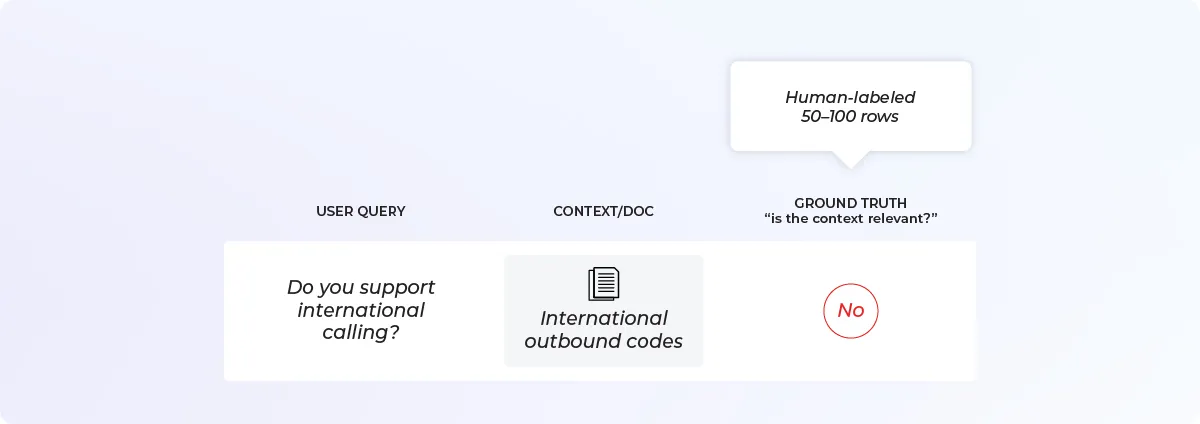 Human-labeled
50–100 rows
USER QUERY
CONTEXT/DOC
GROUND TRUTH
“is the context relevant?”
Do you support
international
calling?
International
outbound codes
No